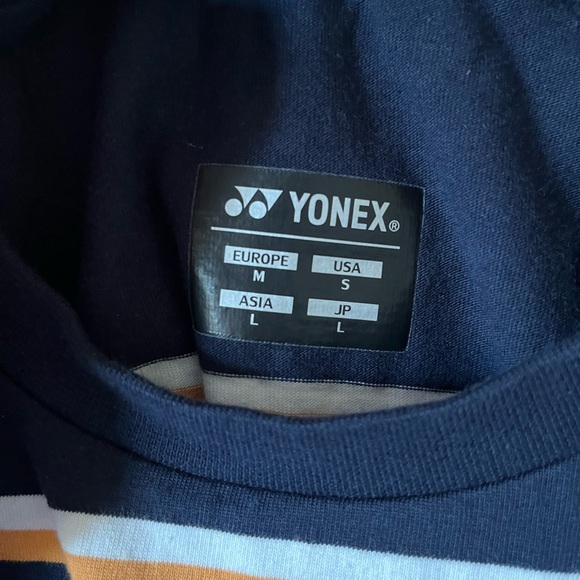 YONEX®
EUROPE USA
M S
ASIA JP
L L